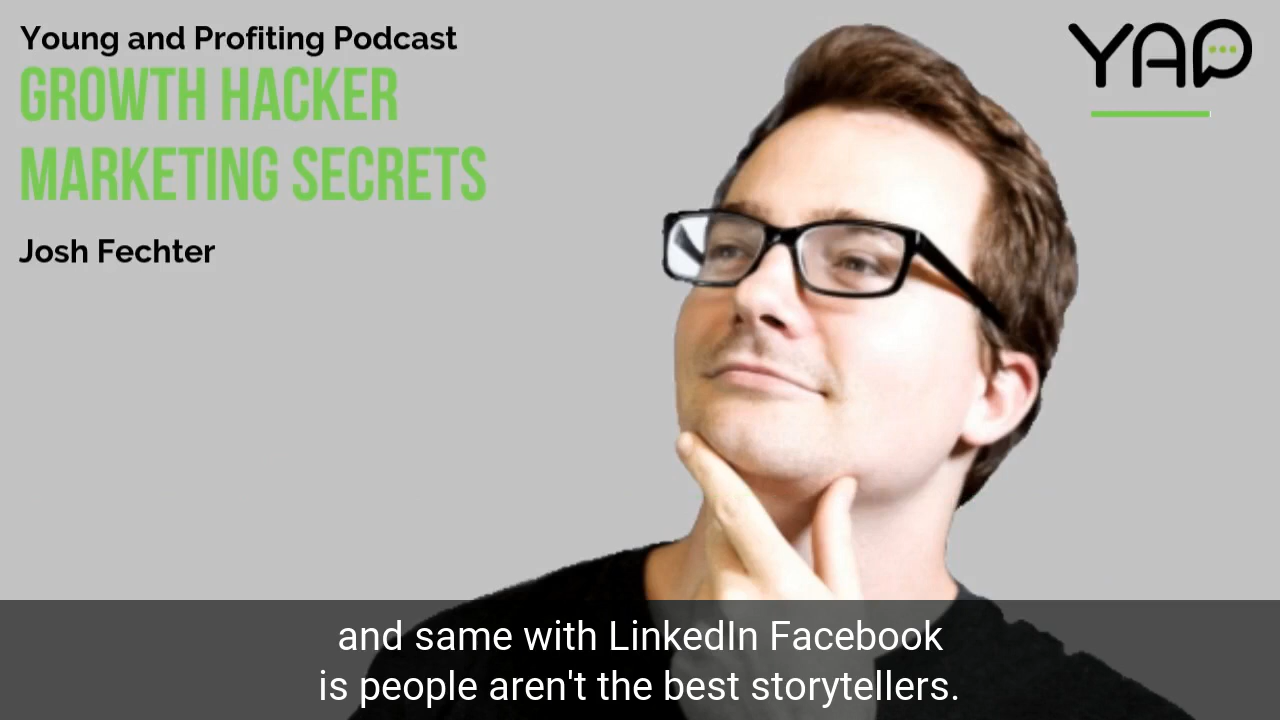 Young and Profiting Podcast
YAP
GROWTH HACKER
MARKETING SECRETS
Josh Fechter
and same with LinkedIn Facebook
is people aren't the best storytellers.